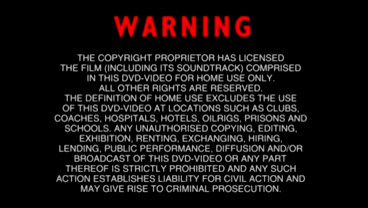 WARNING
THE COPYRIGHT PROPRIETOR HAS LICENSED
THE FILM (INCLUDING ITS SOUNDTRACK) COMPRISED
IN THIS DVD-VIDEO FOR HOME USE ONLY.
ALL OTHER RIGHTS ARE RESERVED.
THE DEFINITION OF HOME USE EXCLUDES THE USE
OF THIS DVD-VIDEO AT LOCATIONS SUCH AS CLUBS,
COACHES, HOSPITALS, HOTELS, OILRIGS, PRISONS AND
SCHOOLS. ANY UNAUTHORISED COPYING, EDITING,
EXHIBITION, RENTING, EXCHANGING, HIRING,
LENDING, PUBLIC PERFORMANCE, DIFFUSION AND/OR
BROADCAST OF THIS DVD-VIDEO OR ANY PART
THEREOF IS STRICTLY PROHIBITED AND ANY SUCH
ACTION ESTABLISHES LIABILITY FOR CIVIL ACTION AND
MAY GIVE RISE TO CRIMINAL PROSECUTION.